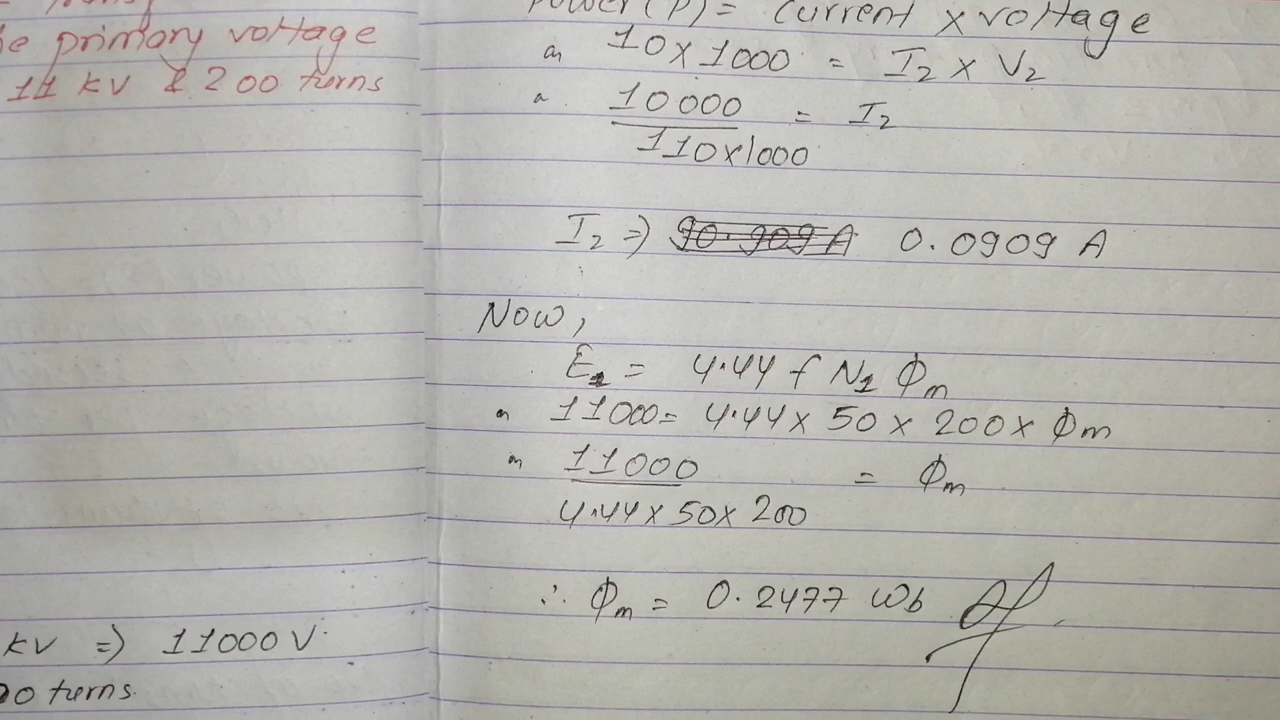 primary voltage
11 KV & 200 turns
KV => 11000 V.
turns.
Power (P) = Current x voltage
10 x 1000 = I₂ x V₂
10000 / 110x1000 = I₂
I₂ => 90.909 A 0.0909 A
Now,
E₁ = 4.44 f N₁ Φm
11000 = 4.44 x 50 x 200 x Φm
11000 / 4.44 x 50 x 200 = Φm
∴ Φm = 0.2477 Wb